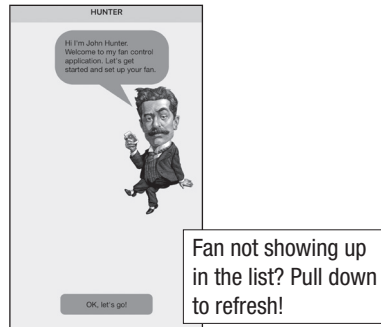 HUNTER
Hi I'm John Hunter.
Welcome to my fan control
application. Let's get
started and set up your fan.
OK, let's go!
Fan not showing up
in the list? Pull down
to refresh!